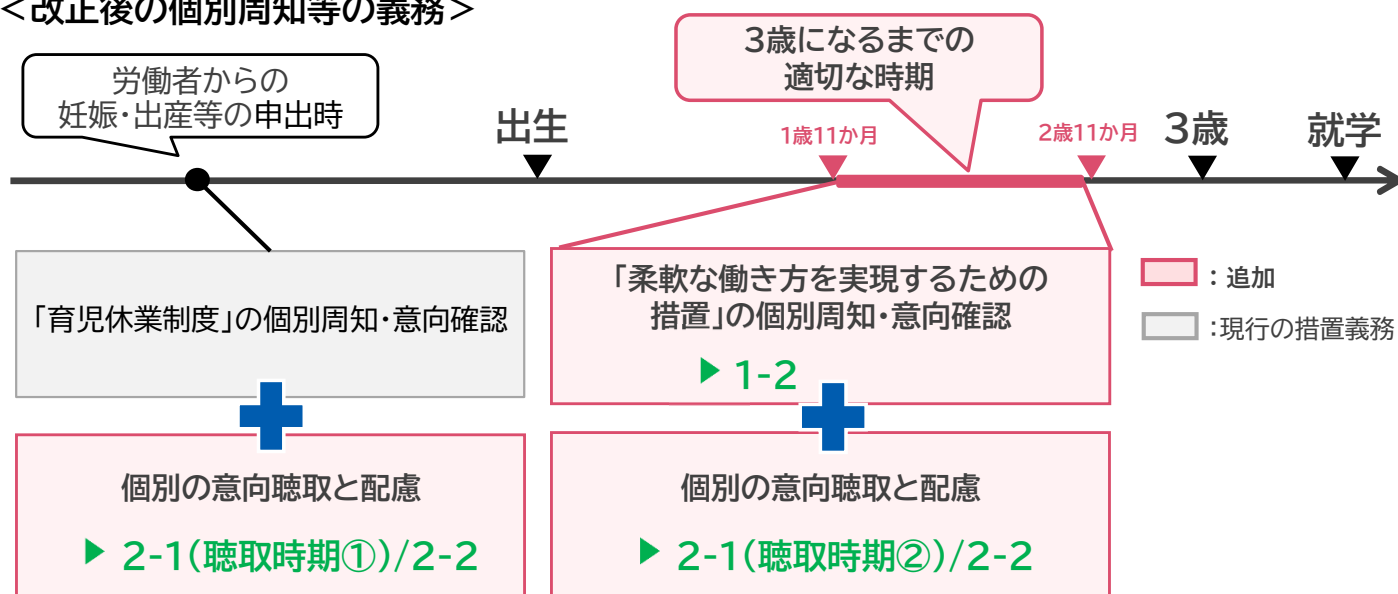 ＜改正後の個別周知等の義務＞
労働者からの
妊娠・出産等の申出時
出生
3歳になるまでの
適切な時期
1歳11か月
2歳11か月
3歳
就学
「育児休業制度」の個別周知・意向確認
「柔軟な働き方を実現するための
措置」の個別周知・意向確認
▶ 1-2
：追加
：現行の措置義務
個別の意向聴取と配慮
▶ 2-1(聴取時期①)/2-2
個別の意向聴取と配慮
▶ 2-1(聴取時期②)/2-2